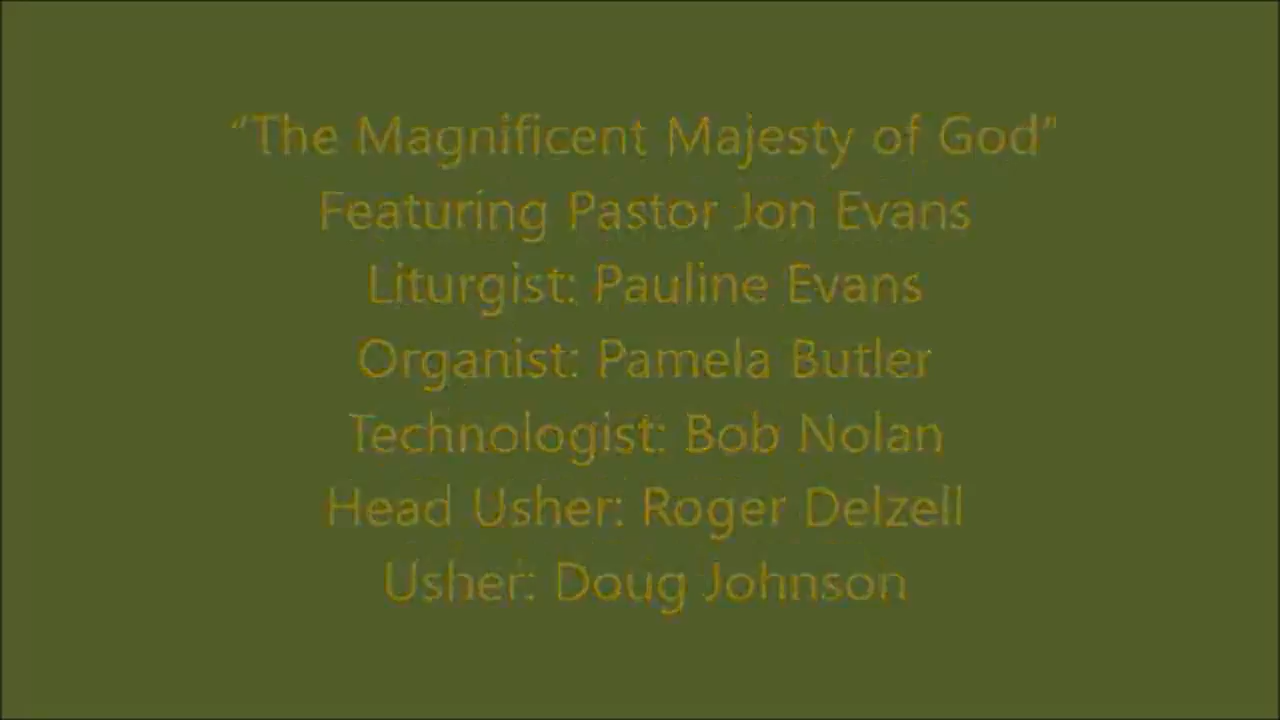 “The Magnificent Majesty of God”
Featuring Pastor Jon Evans
Liturgist: Pauline Evans
Organist: Pamela Butler
Technologist: Bob Nolan
Head Usher: Roger Delzell
Usher: Doug Johnson